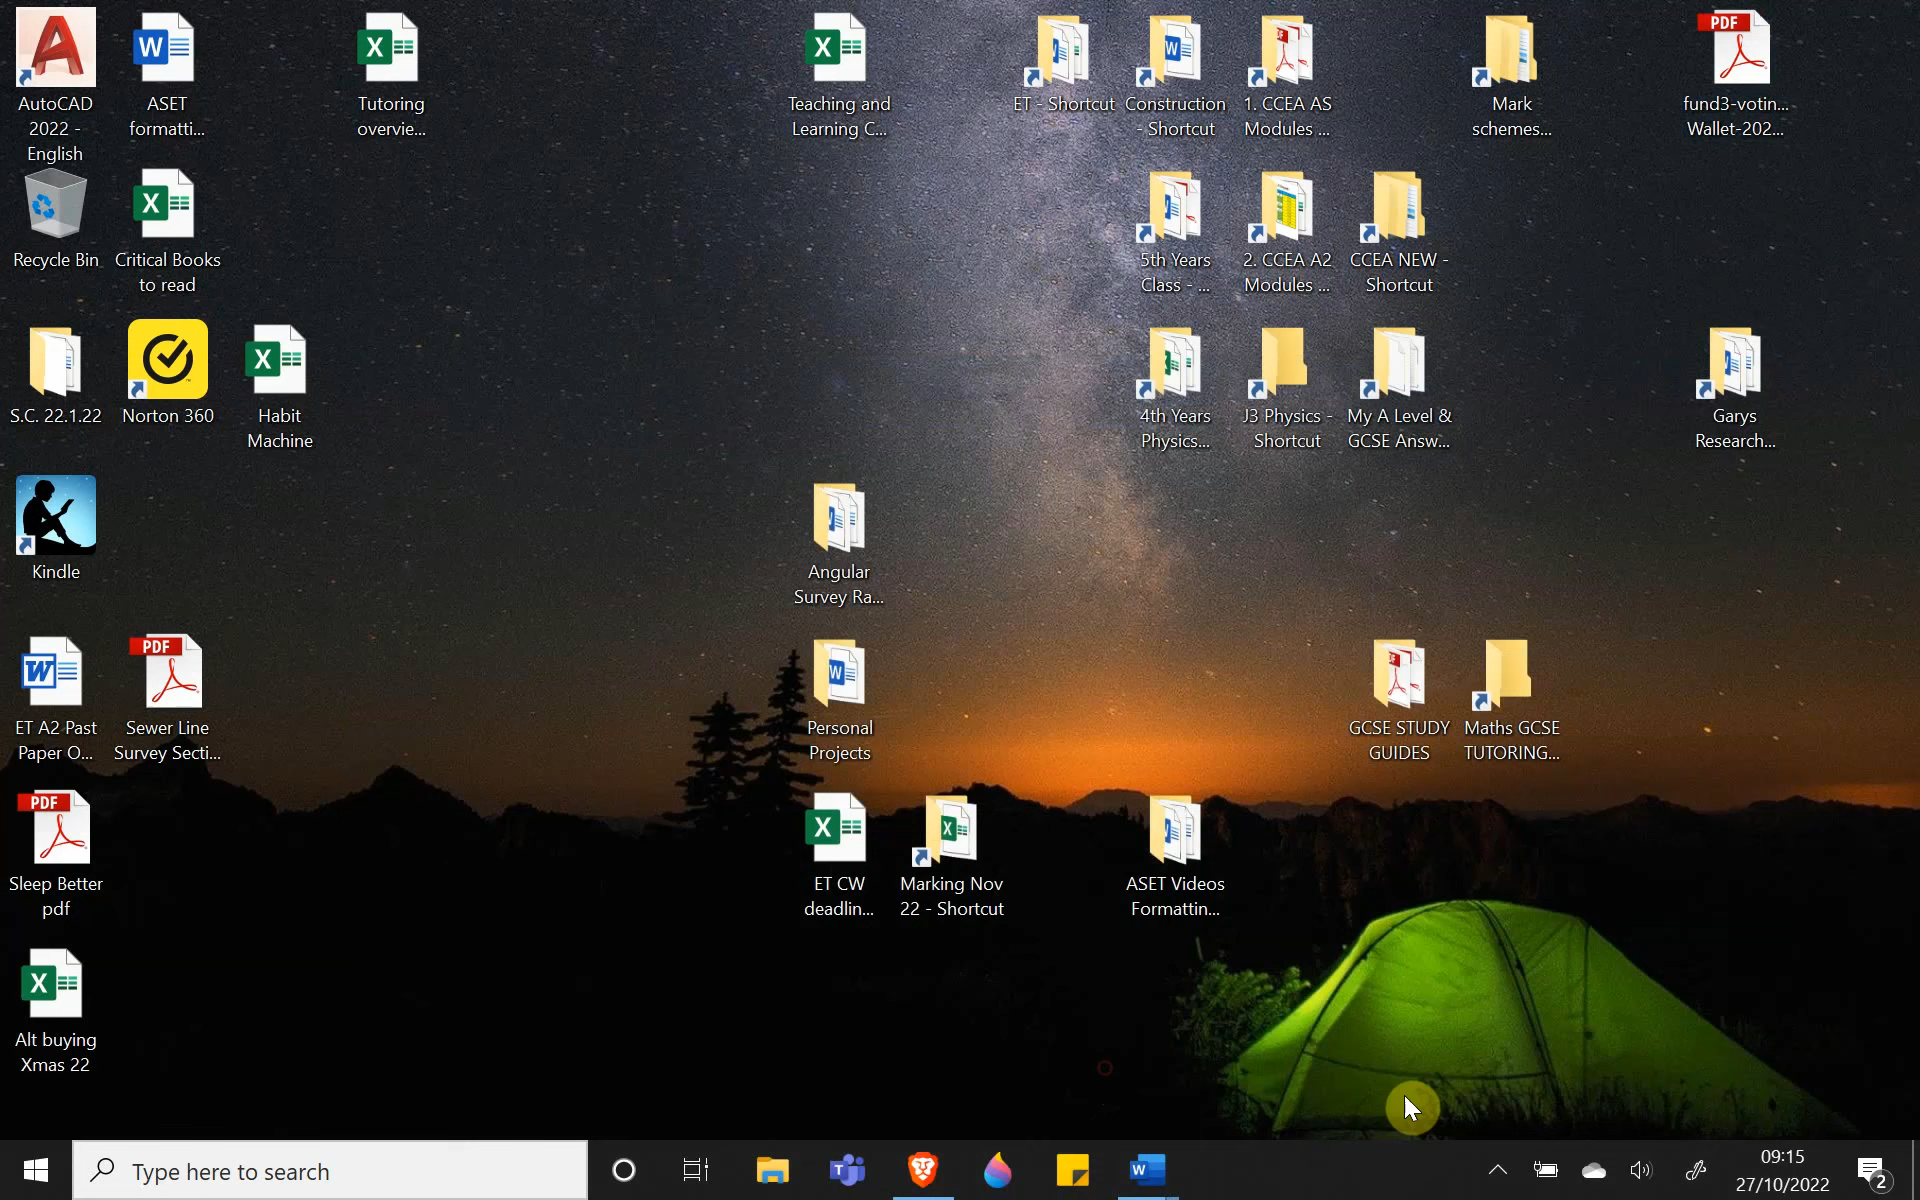 AutoCAD
2022 -
English
ASET
formatti...
Tutoring
overvie...
Teaching and
Learning C...
ET - Shortcut
Construction
- Shortcut
1. CCEA AS
Modules ...
Mark
schemes...
PDF
fund3-votin...
Wallet-202...
Recycle Bin
Critical Books
to read
5th Years
Class - ...
2. CCEA A2
Modules ...
CCEA NEW -
Shortcut
S.C. 22.1.22
Norton 360
Habit
Machine
4th Years
Physics...
J3 Physics -
Shortcut
My A Level &
GCSE Answ...
Garys
Research...
Kindle
Angular
Survey Ra...
ET A2 Past
Paper O...
PDF
Sewer Line
Survey Secti...
Personal
Projects
GCSE STUDY
GUIDES
Maths GCSE
TUTORING...
PDF
Sleep Better
pdf
ET CW
deadlin...
Marking Nov
22 - Shortcut
ASET Videos
Formattin...
Alt buying
Xmas 22
Type here to search
09:15
27/10/2022
2